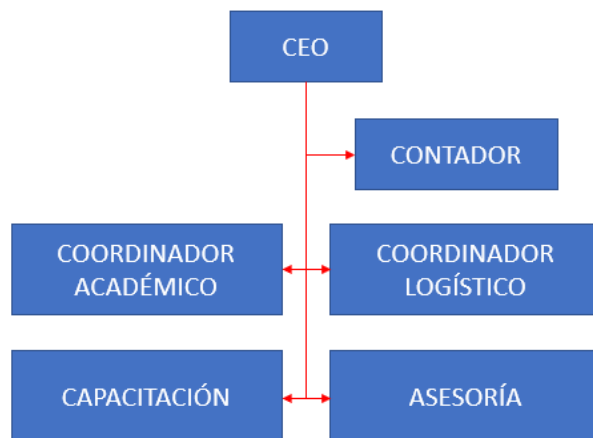 CEO
CONTADOR
COORDINADOR
ACADÉMICO
COORDINADOR
LOGÍSTICO
CAPACITACIÓN
ASESORÍA